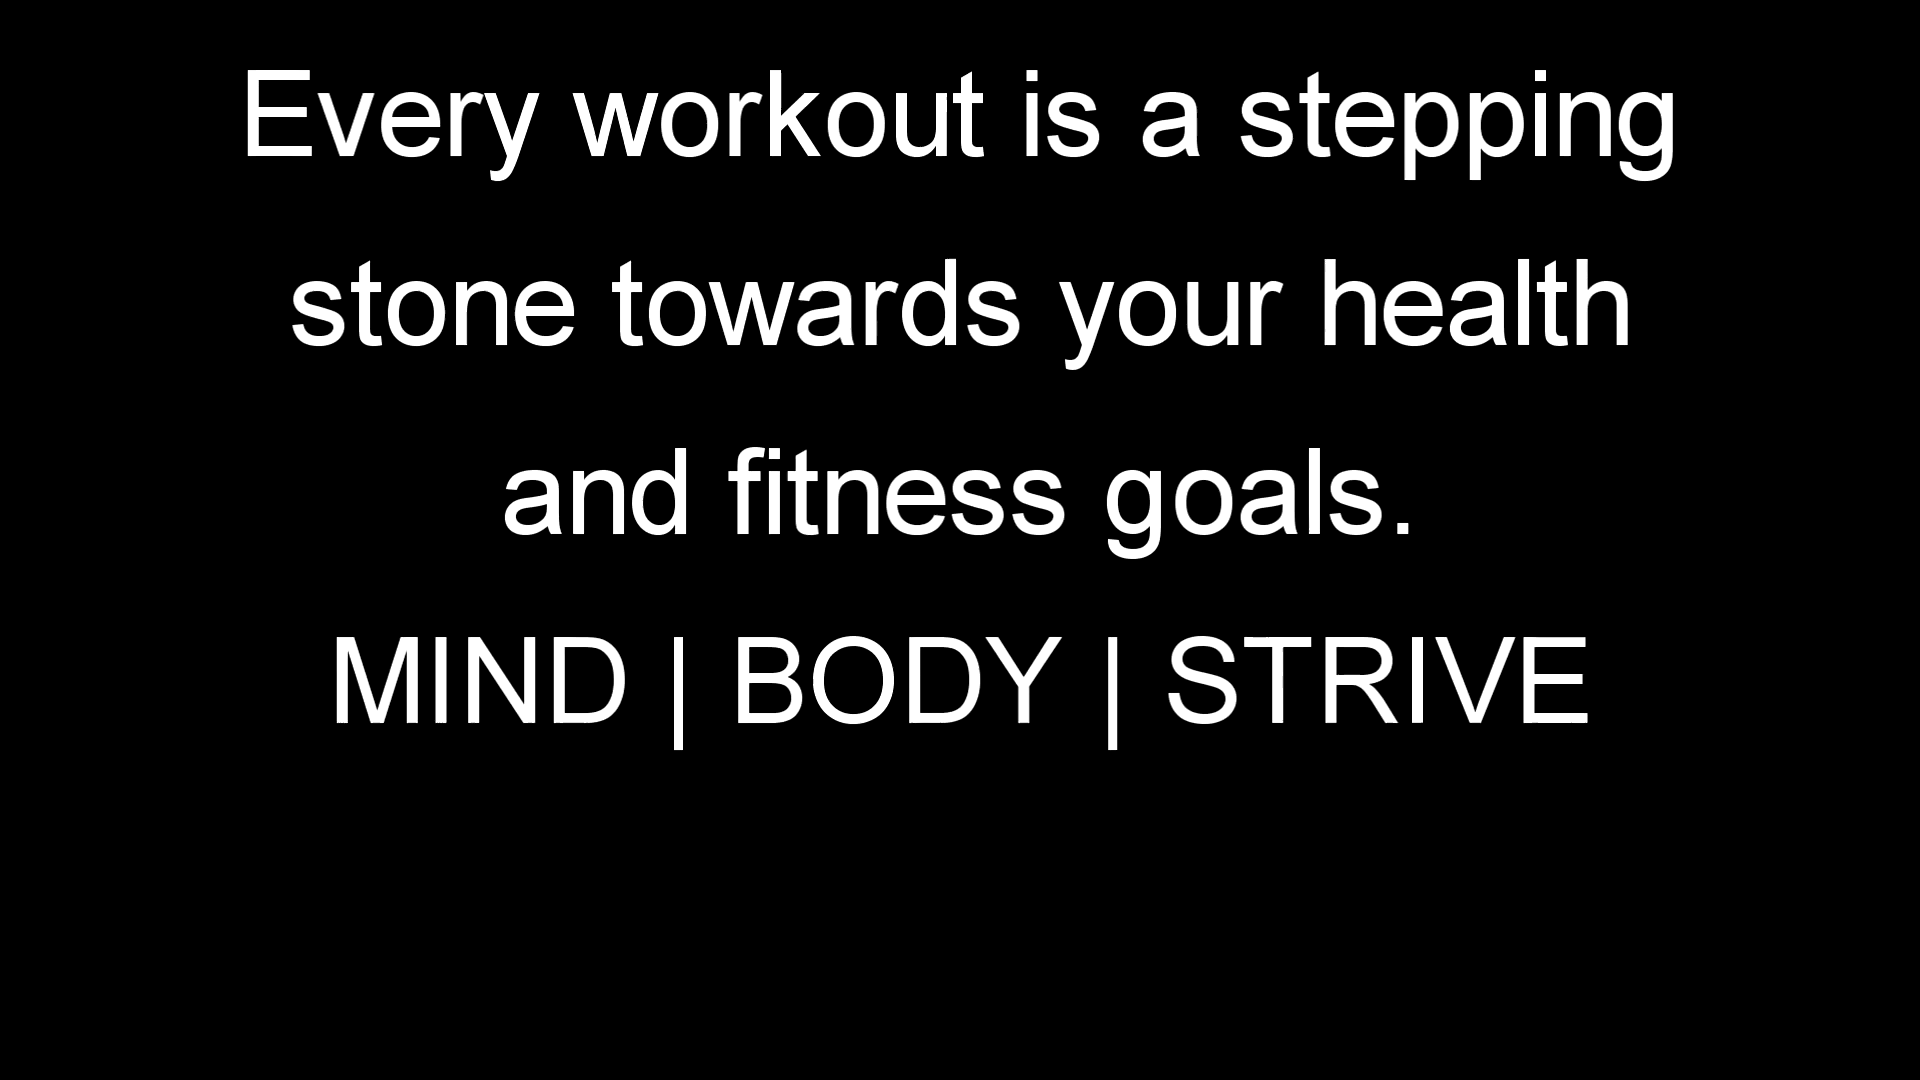 Every workout is a stepping
stone towards your health
and fitness goals.
MIND | BODY | STRIVE